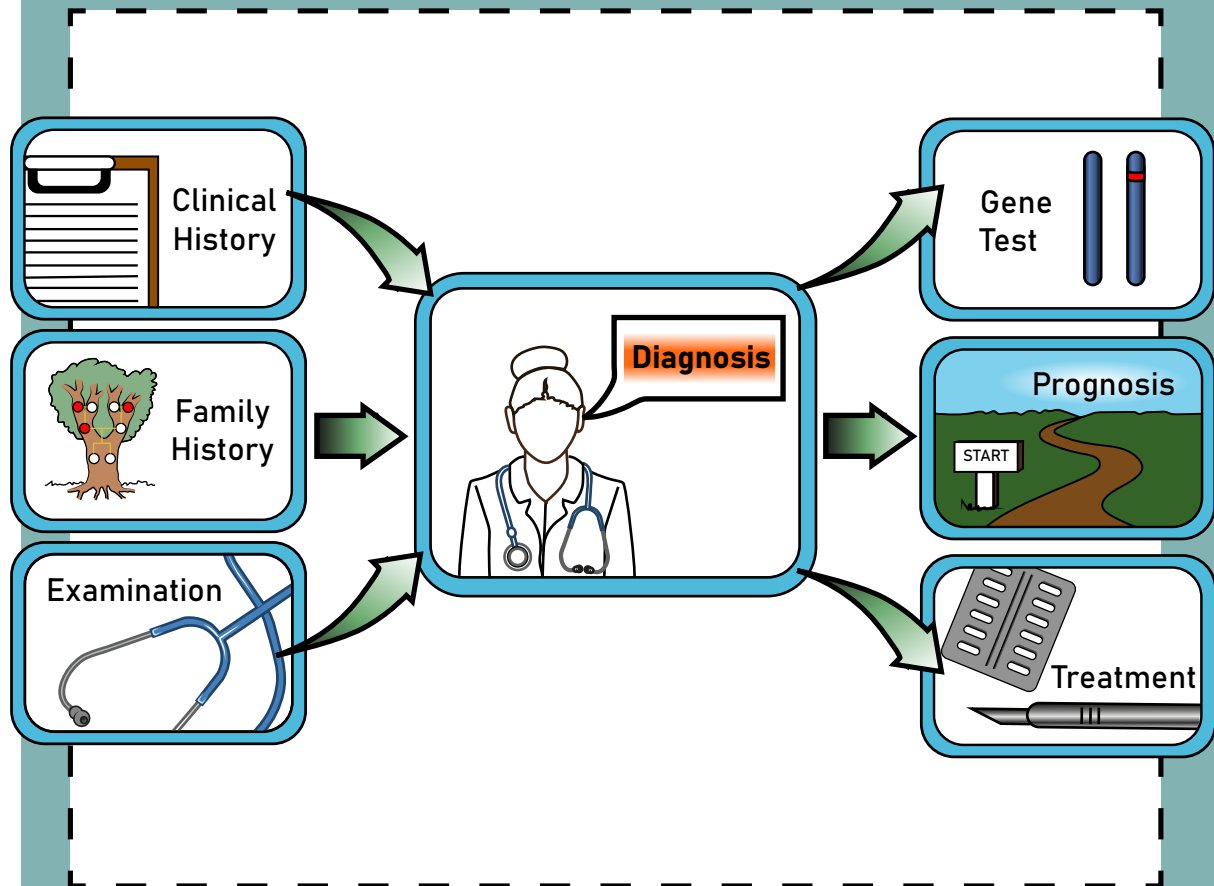 Clinical
History
Family
History
Examination
Diagnosis
Gene
Test
Prognosis
START
Treatment